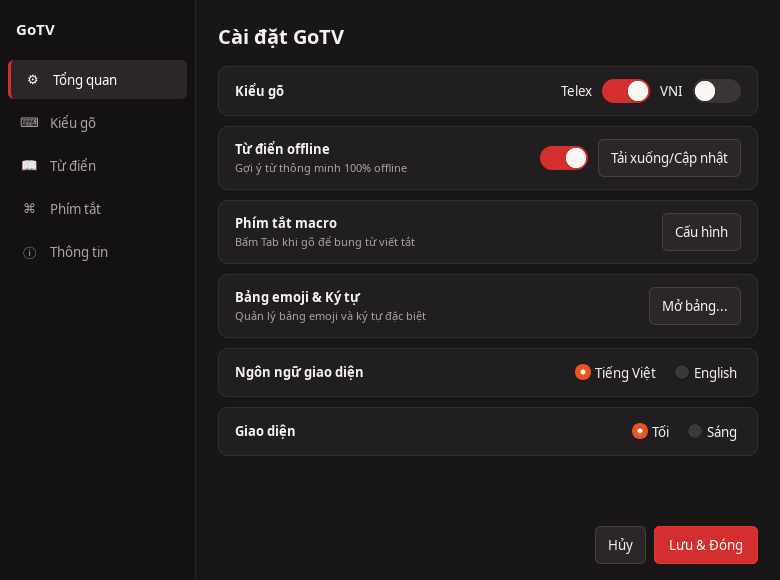 GoTV
Tổng quan
Kiểu gõ
Từ điển
Phím tắt
Thông tin
Cài đặt GoTV
Kiểu gõ
Telex
VNI
Từ điển offline
Gợi ý từ thông minh 100% offline
Tải xuống/Cập nhật
Phím tắt macro
Bấm Tab khi gõ để bung từ viết tắt
Cấu hình
Bảng emoji & Ký tự
Quản lý bảng emoji và ký tự đặc biệt
Mở bảng...
Ngôn ngữ giao diện
Tiếng Việt
English
Giao diện
Tối
Sáng
Hủy
Lưu & Đóng